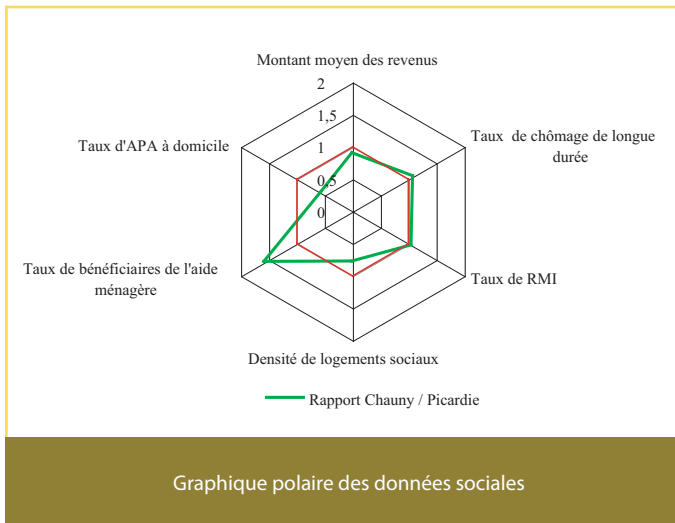 Montant moyen des revenus
2
1,5
1
0,5
0
Taux de chômage de longue
durée
Taux de RMI
Densité de logements sociaux
Taux de bénéficiaires de l'aide
ménagère
Taux d'APA à domicile
Rapport Chauny / Picardie
Graphique polaire des données sociales